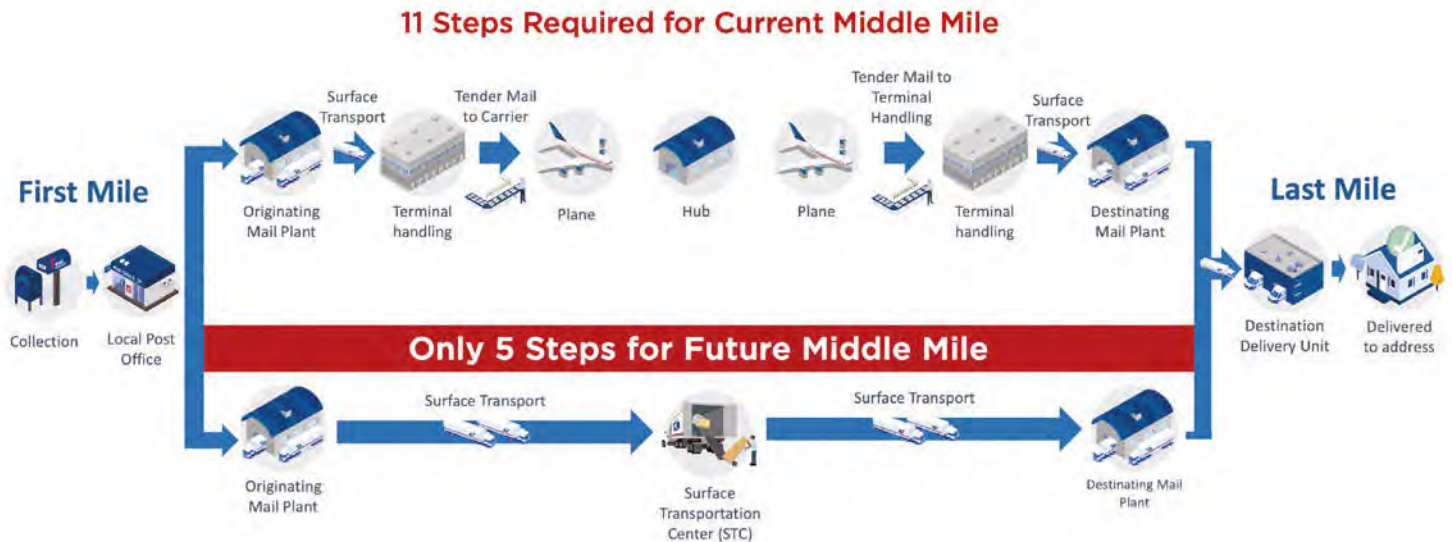 11 Steps Required for Current Middle Mile
Surface
Transport
Tender Mail
to Carrier
Tender Mail to
Terminal
Handling
Surface
Transport
First Mile
Last Mile
Originating
Mail Plant
Terminal
handling
Plane
Hub
Plane
Terminal
handling
Destinating
Mail Plant
Collection
Local Post
Office
Destination
Delivery Unit
Delivered
to address
Only 5 Steps for Future Middle Mile
Surface Transport
Surface Transport
Originating
Mail Plant
Surface
Transportation
Center (STC)
Destinating Mail
Plant